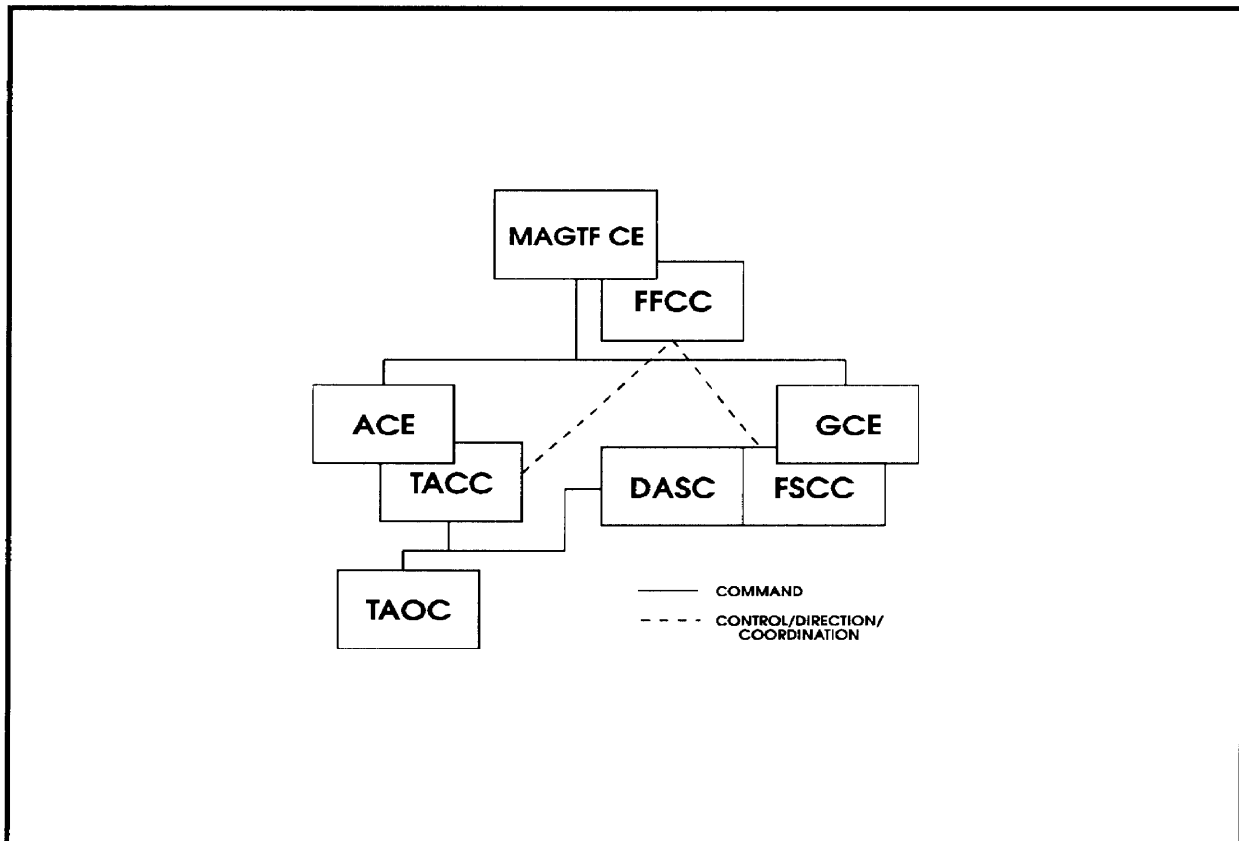 MAGTF CE
FFCC
ACE
GCE
TACC
DASC
FSCC
TAOC
COMMAND
CONTROL/DIRECTION/
COORDINATION